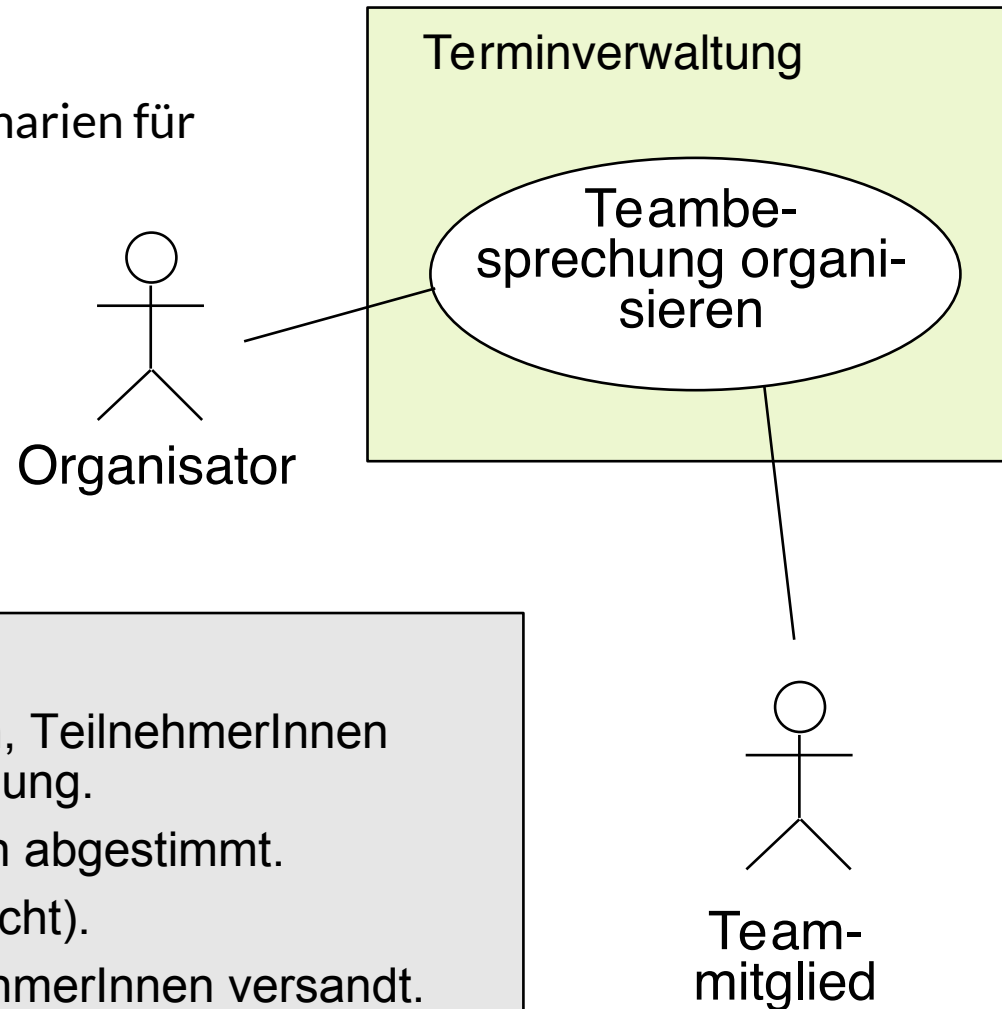 Terminverwaltung
narien für
Teambe-
sprechung organi-
sieren
Organisator
, TeilnehmerInnen
ung.
abgestimmt.
cht).
hmerInnen versandt.
Team-
mitglied